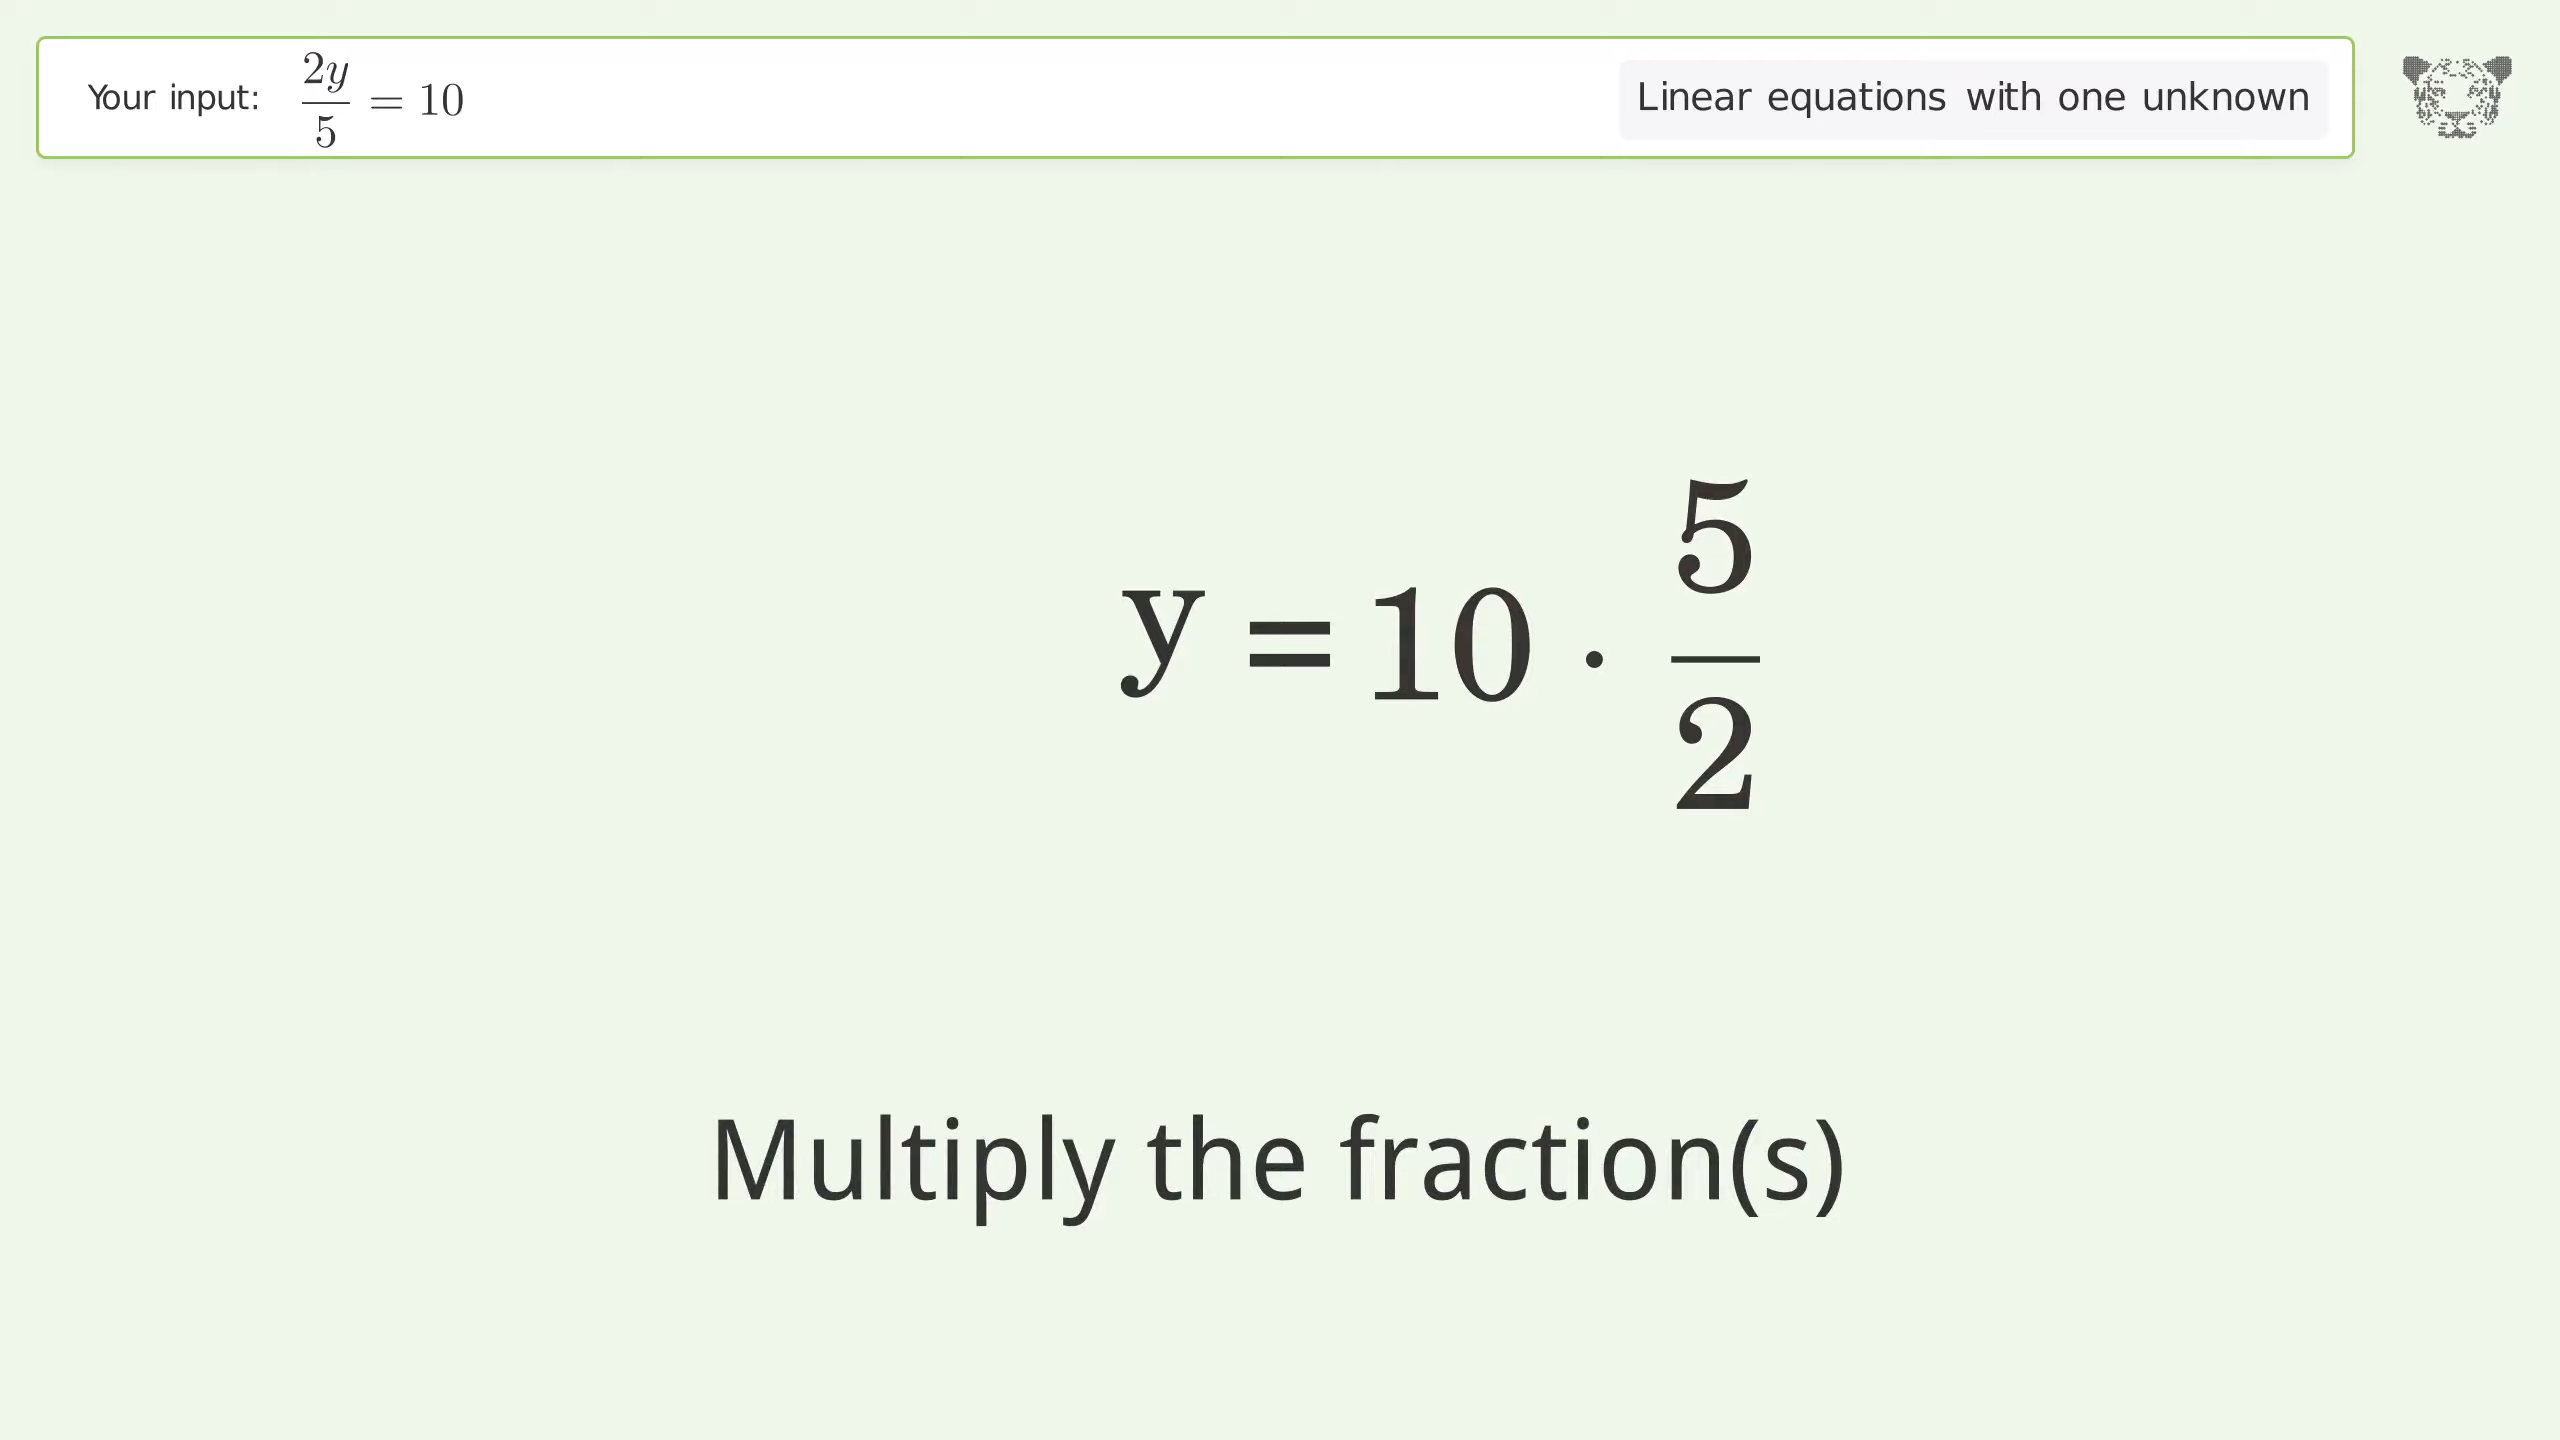 Your input: 2y/5 = 10
Linear equations with one unknown
y = 10 · 5/2
Multiply the fraction(s)